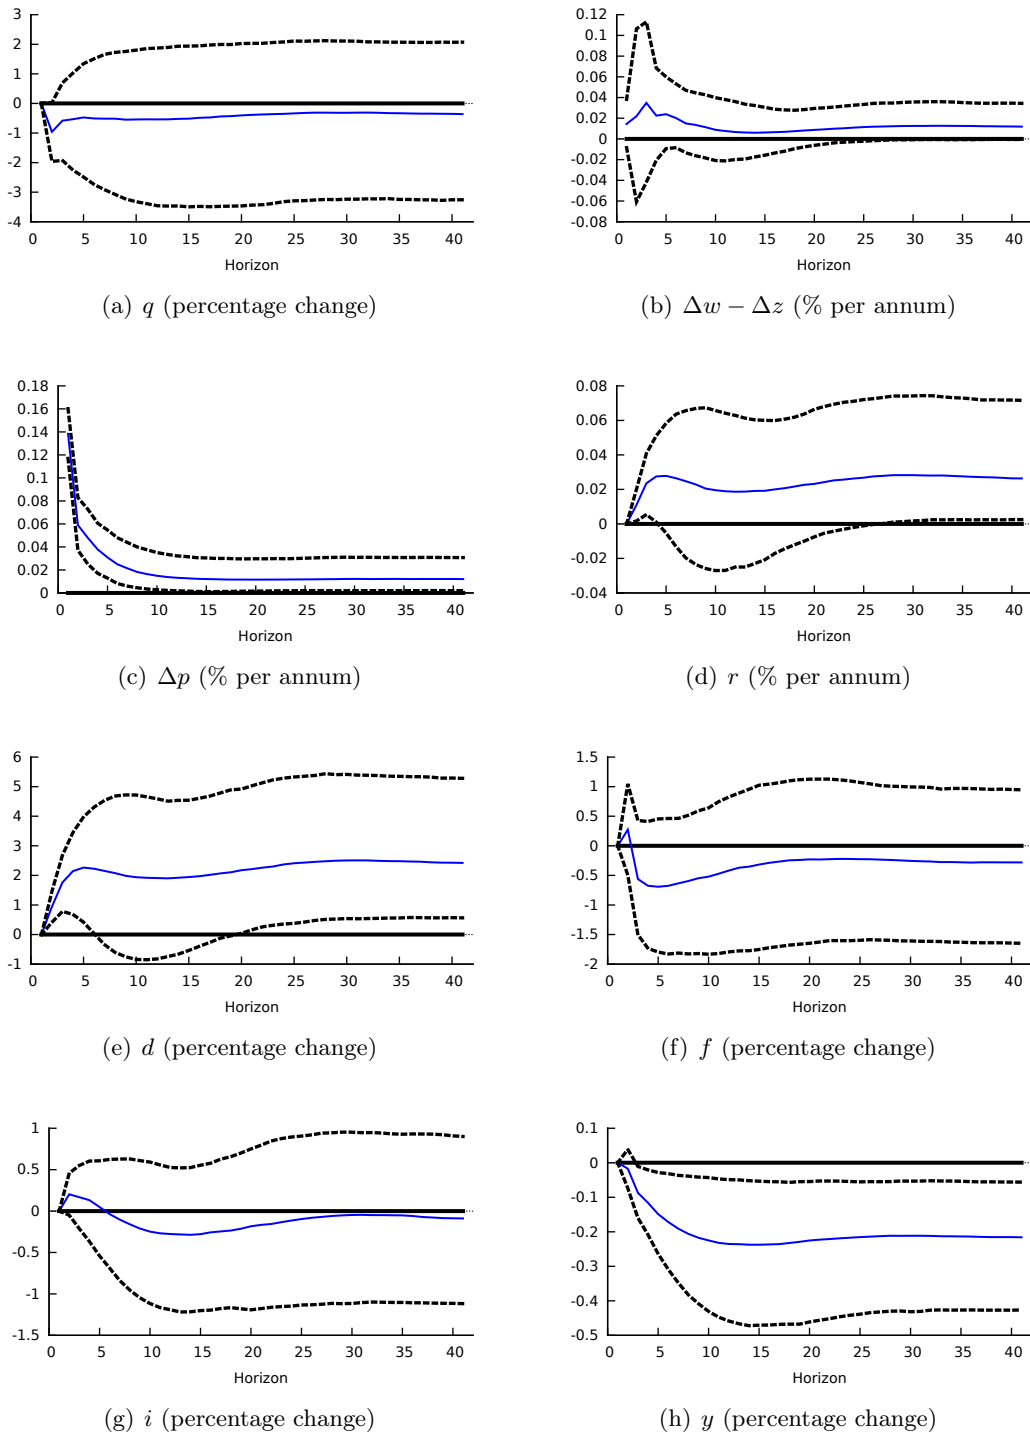 3
2
1
0
-1
-2
-3
-4
0 5 10 15 20 25 30 35 40
Horizon
(a) q (percentage change)
0.12
0.1
0.08
0.06
0.04
0.02
0
-0.02
-0.04
-0.06
-0.08
0 5 10 15 20 25 30 35 40
Horizon
(b) Δw − Δz (% per annum)
0.18
0.16
0.14
0.12
0.1
0.08
0.06
0.04
0.02
0
0 5 10 15 20 25 30 35 40
Horizon
(c) Δp (% per annum)
0.08
0.06
0.04
0.02
0
-0.02
-0.04
0 5 10 15 20 25 30 35 40
Horizon
(d) r (% per annum)
6
5
4
3
2
1
0
-1
0 5 10 15 20 25 30 35 40
Horizon
(e) d (percentage change)
1.5
1
0.5
0
-0.5
-1
-1.5
-2
0 5 10 15 20 25 30 35 40
Horizon
(f) f (percentage change)
1
0.5
0
-0.5
-1
-1.5
0 5 10 15 20 25 30 35 40
Horizon
(g) i (percentage change)
0.1
0
-0.1
-0.2
-0.3
-0.4
-0.5
0 5 10 15 20 25 30 35 40
Horizon
(h) y (percentage change)